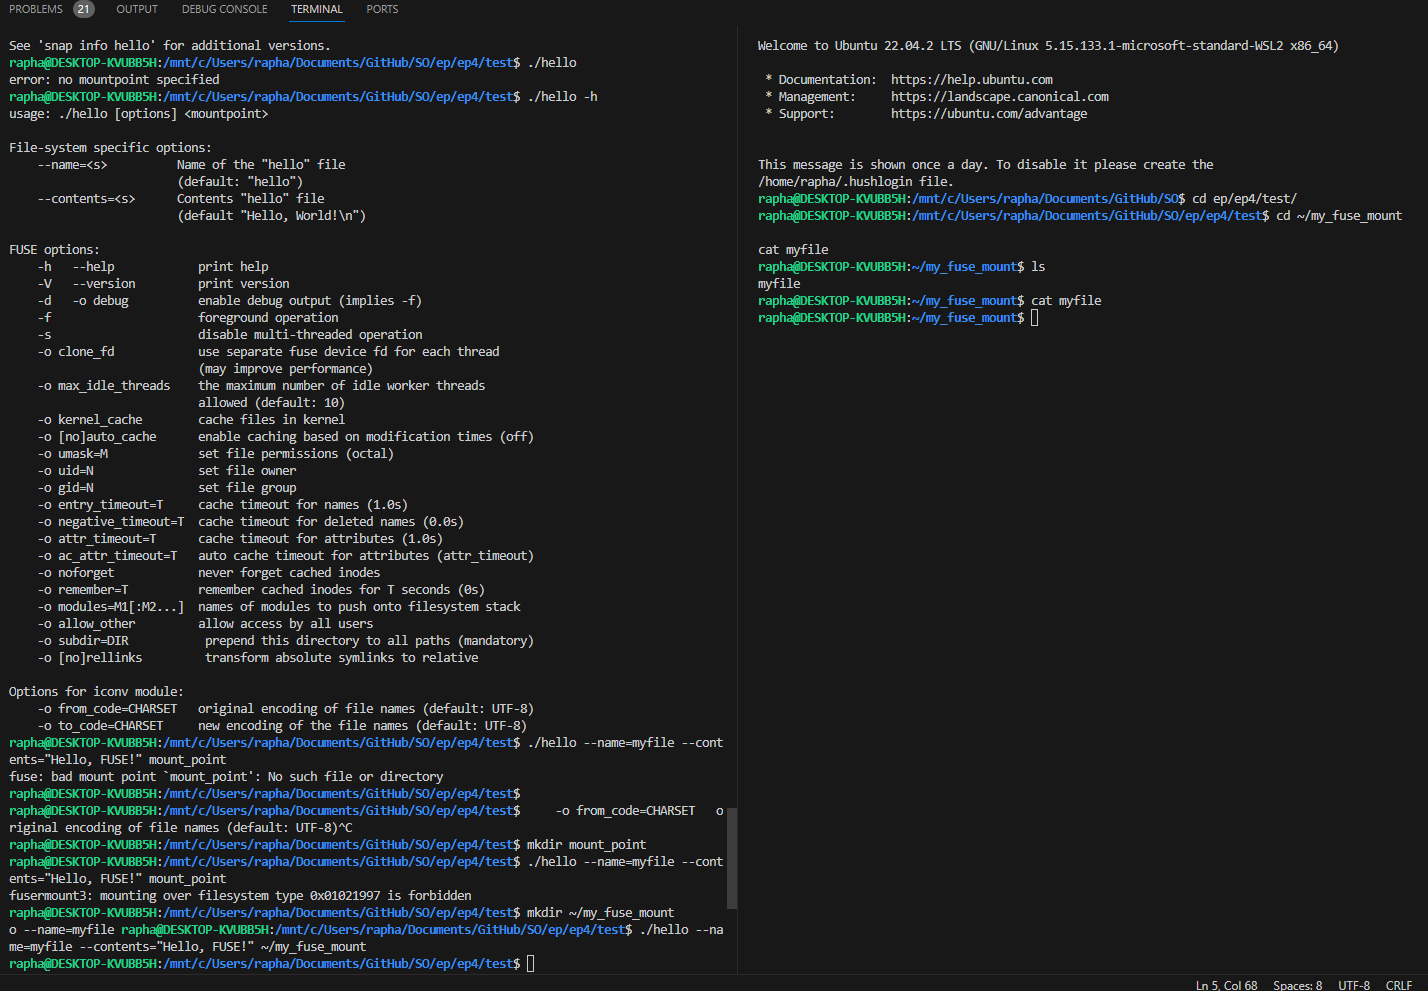 PROBLEMS 21 OUTPUT DEBUG CONSOLE TERMINAL PORTS
See 'snap info hello' for additional versions.
rapha@DESKTOP-KVUBB5H:/mnt/c/Users/rapha/Documents/GitHub/SO/ep/ep4/test$ ./hello
error: no mountpoint specified
rapha@DESKTOP-KVUBB5H:/mnt/c/Users/rapha/Documents/GitHub/SO/ep/ep4/test$ ./hello -h
usage: ./hello [options] <mountpoint>
File-system specific options:
--name=<s> Name of the "hello" file
(default: "hello")
--contents=<s> Contents "hello" file
(default "Hello, World!\n")
FUSE options:
-h --help print help
-V --version print version
-d -o debug enable debug output (implies -f)
-f foreground operation
-s disable multi-threaded operation
-o clone_fd use separate fuse device fd for each thread
(may improve performance)
-o max_idle_threads the maximum number of idle worker threads
allowed (default: 10)
-o kernel_cache cache files in kernel
-o [no]auto_cache enable caching based on modification times (off)
-o umask=M set file permissions (octal)
-o uid=N set file owner
-o gid=N set file group
-o entry_timeout=T cache timeout for names (1.0s)
-o negative_timeout=T cache timeout for deleted names (0.0s)
-o attr_timeout=T cache timeout for attributes (1.0s)
-o ac_attr_timeout=T auto cache timeout for attributes (attr_timeout)
-o noforget never forget cached inodes
-o remember=T remember cached inodes for T seconds (0s)
-o modules=M1[:M2...] names of modules to push onto filesystem stack
-o allow_other allow access by all users
-o subdir=DIR prepend this directory to all paths (mandatory)
-o [no]rellinks transform absolute symlinks to relative
Options for iconv module:
-o from_code=CHARSET original encoding of file names (default: UTF-8)
-o to_code=CHARSET new encoding of the file names (default: UTF-8)
rapha@DESKTOP-KVUBB5H:/mnt/c/Users/rapha/Documents/GitHub/SO/ep/ep4/test$ ./hello --name=myfile --cont
ents="Hello, FUSE!" mount_point
fuse: bad mount point `mount_point': No such file or directory
rapha@DESKTOP-KVUBB5H:/mnt/c/Users/rapha/Documents/GitHub/SO/ep/ep4/test$
rapha@DESKTOP-KVUBB5H:/mnt/c/Users/rapha/Documents/GitHub/SO/ep/ep4/test$ -o from_code=CHARSET o
riginal encoding of file names (default: UTF-8)^C
rapha@DESKTOP-KVUBB5H:/mnt/c/Users/rapha/Documents/GitHub/SO/ep/ep4/test$ mkdir mount_point
rapha@DESKTOP-KVUBB5H:/mnt/c/Users/rapha/Documents/GitHub/SO/ep/ep4/test$ ./hello --name=myfile --cont
ents="Hello, FUSE!" mount_point
fusermount3: mounting over filesystem type 0x01021997 is forbidden
rapha@DESKTOP-KVUBB5H:/mnt/c/Users/rapha/Documents/GitHub/SO/ep/ep4/test$ mkdir ~/my_fuse_mount
o --name=myfile rapha@DESKTOP-KVUBB5H:/mnt/c/Users/rapha/Documents/GitHub/SO/ep/ep4/test$ ./hello --na
me=myfile --contents="Hello, FUSE!" ~/my_fuse_mount
rapha@DESKTOP-KVUBB5H:/mnt/c/Users/rapha/Documents/GitHub/SO/ep/ep4/test$
Welcome to Ubuntu 22.04.2 LTS (GNU/Linux 5.15.133.1-microsoft-standard-WSL2 x86_64)
* Documentation: https://help.ubuntu.com
* Management: https://landscape.canonical.com
* Support: https://ubuntu.com/advantage
This message is shown once a day. To disable it please create the
/home/rapha/.hushlogin file.
rapha@DESKTOP-KVUBB5H:/mnt/c/Users/rapha/Documents/GitHub/SO$ cd ep/ep4/test/
rapha@DESKTOP-KVUBB5H:/mnt/c/Users/rapha/Documents/GitHub/SO/ep/ep4/test$ cd ~/my_fuse_mount
cat myfile
rapha@DESKTOP-KVUBB5H:~/my_fuse_mount$ ls
myfile
rapha@DESKTOP-KVUBB5H:~/my_fuse_mount$ cat myfile
rapha@DESKTOP-KVUBB5H:~/my_fuse_mount$
Ln 5, Col 68 Spaces: 8 UTF-8 CRLF